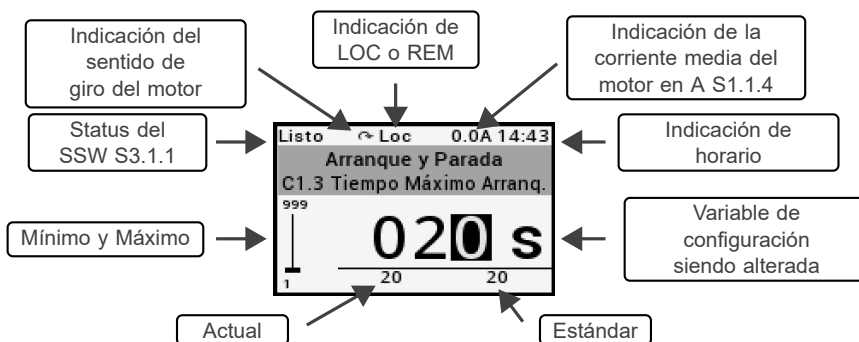 Indicación del
sentido de
giro del motor
Indicación de
LOC o REM
Indicación de la
corriente media del
motor en A S1.1.4
Status del
SSW S3.1.1
Indicación de
horario
Listo Loc 0.0A 14:43
Arranque y Parada
C1.3 Tiempo Máximo Arranq.
999
020 s
1
20 20
Mínimo y Máximo
Variable de
configuración
siendo alterada
Actual
Estándar